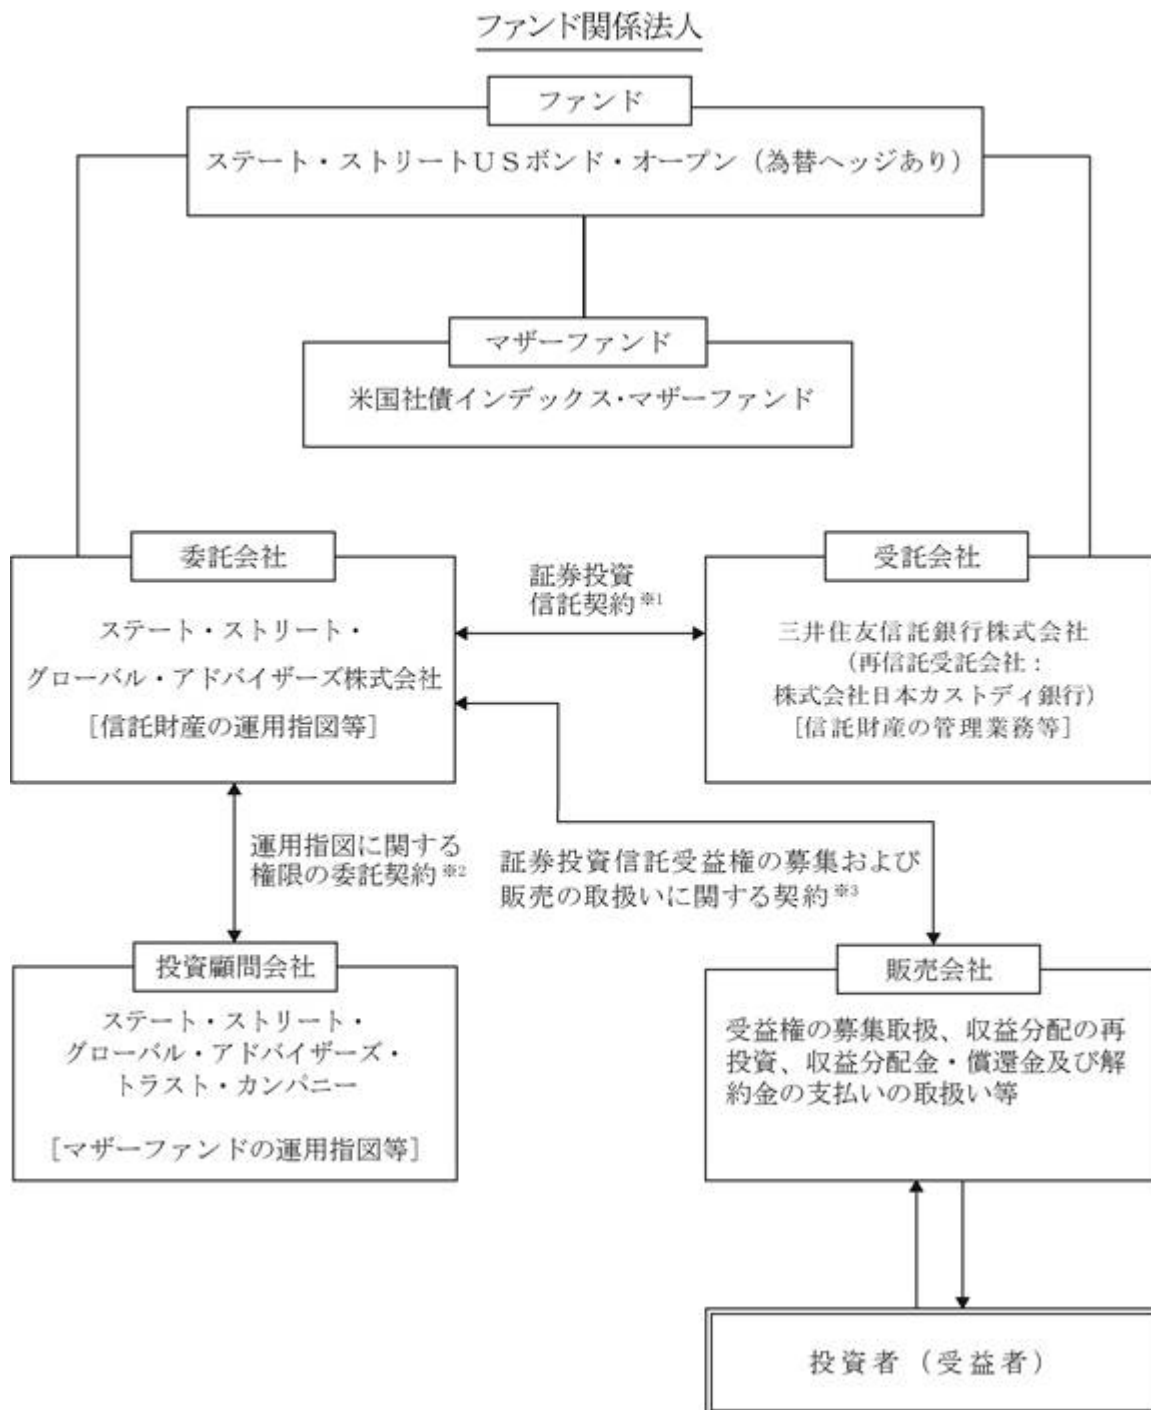 ファンド関係法人
ファンド
ステート・ストリートＵＳボンド・オープン（為替ヘッジあり）
マザーファンド
米国社債インデックス・マザーファンド
委託会社
ステート・ストリート・
グローバル・アドバイザーズ株式会社
［信託財産の運用指図等］
証券投資
信託契約※1
受託会社
三井住友信託銀行株式会社
（再信託受託会社：
株式会社日本カストディ銀行）
［信託財産の管理業務等］
運用指図に関する
権限の委託契約※2
証券投資信託受益権の募集および
販売の取扱いに関する契約※3
投資顧問会社
ステート・ストリート・
グローバル・アドバイザーズ・
トラスト・カンパニー
［マザーファンドの運用指図等］
販売会社
受益権の募集取扱、収益分配の再
投資、収益分配金・償還金及び解
約金の支払いの取扱い等
投資者（受益者）